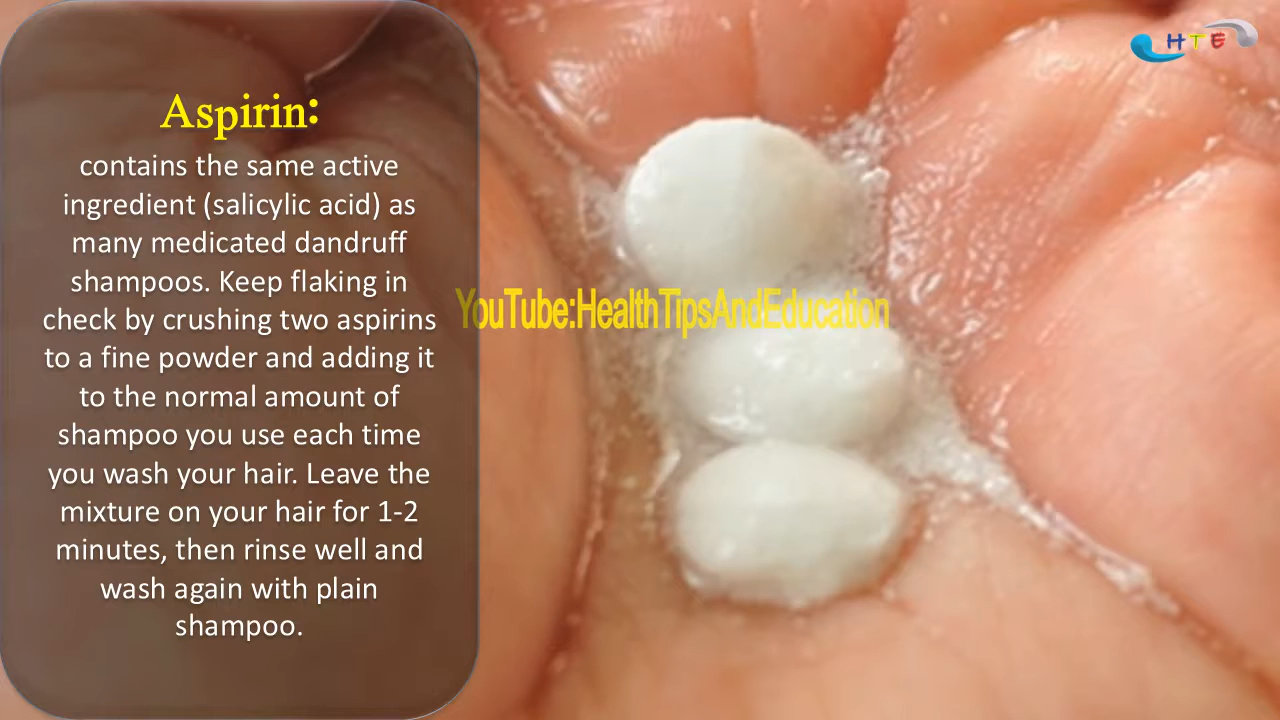 HTE
Aspirin:
contains the same active
ingredient (salicylic acid) as
many medicated dandruff
shampoos. Keep flaking in
check by crushing two aspirins
to a fine powder and adding it
to the normal amount of
shampoo you use each time
you wash your hair. Leave the
mixture on your hair for 1-2
minutes, then rinse well and
wash again with plain
shampoo.
YouTube:HealthTipsAndEducation